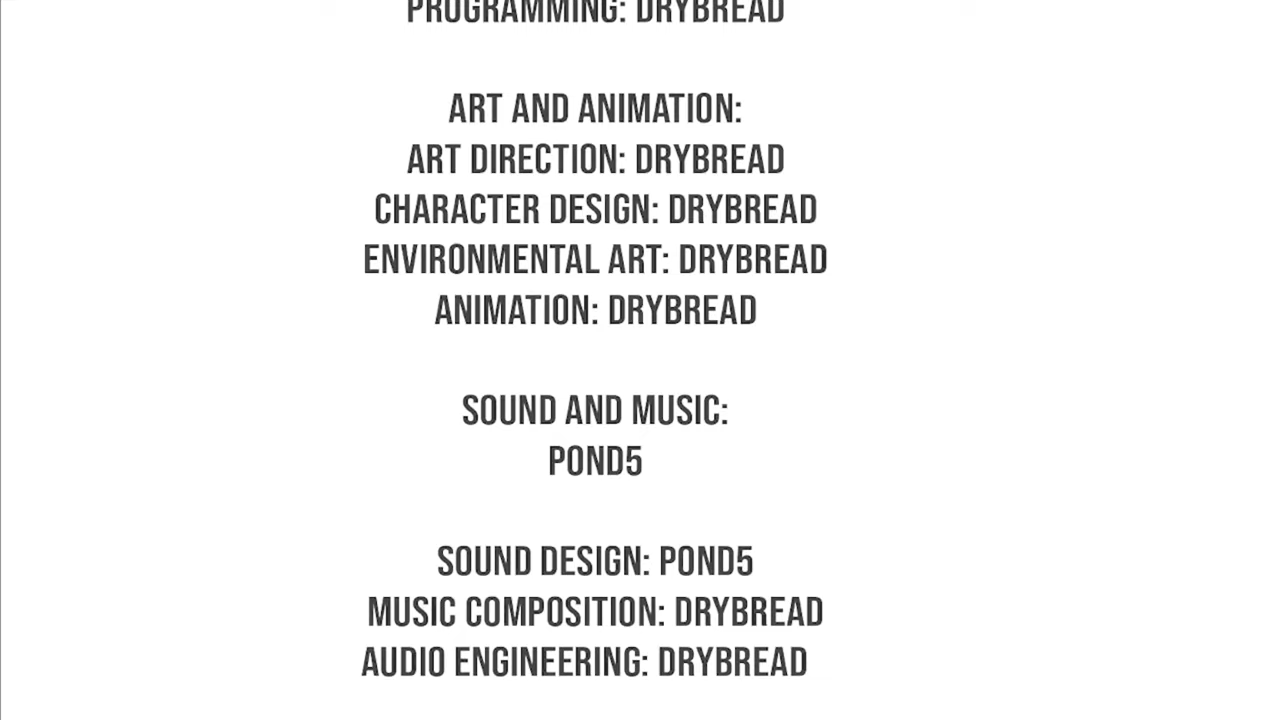 PROGRAMMING: DRYBREAD
ART AND ANIMATION:
ART DIRECTION: DRYBREAD
CHARACTER DESIGN: DRYBREAD
ENVIRONMENTAL ART: DRYBREAD
ANIMATION: DRYBREAD
SOUND AND MUSIC:
POND5
SOUND DESIGN: POND5
MUSIC COMPOSITION: DRYBREAD
AUDIO ENGINEERING: DRYBREAD